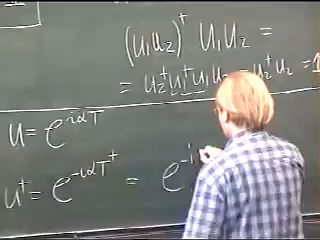 (u₁u₂)⁺ u₁u₂ =
= u₂⁺u₁⁺u₁u₂ = u₂⁺u₂ = 1
u = e^{iαT}
u⁺ = e^{-iαT⁺} = e^{-i